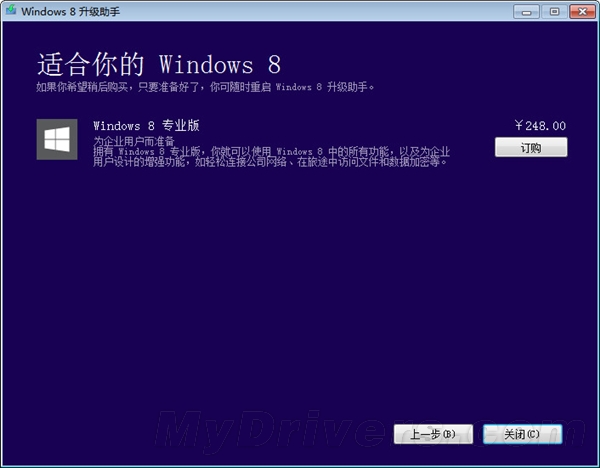 Windows 8 升级助手
适合你的 Windows 8
如果你希望稍后购买，只要准备好了，你可随时重启 Windows 8 升级助手。
Windows 8 专业版
￥248.00
为企业用户而准备
拥有 Windows 8 专业版，你就可以使用 Windows 8 中的所有功能，以及为企业
用户设计的增强功能，如轻松连接公司网络、在旅途中访问文件和数据加密等。
订购
上一步(B)
关闭(C)
MyDrivers.com